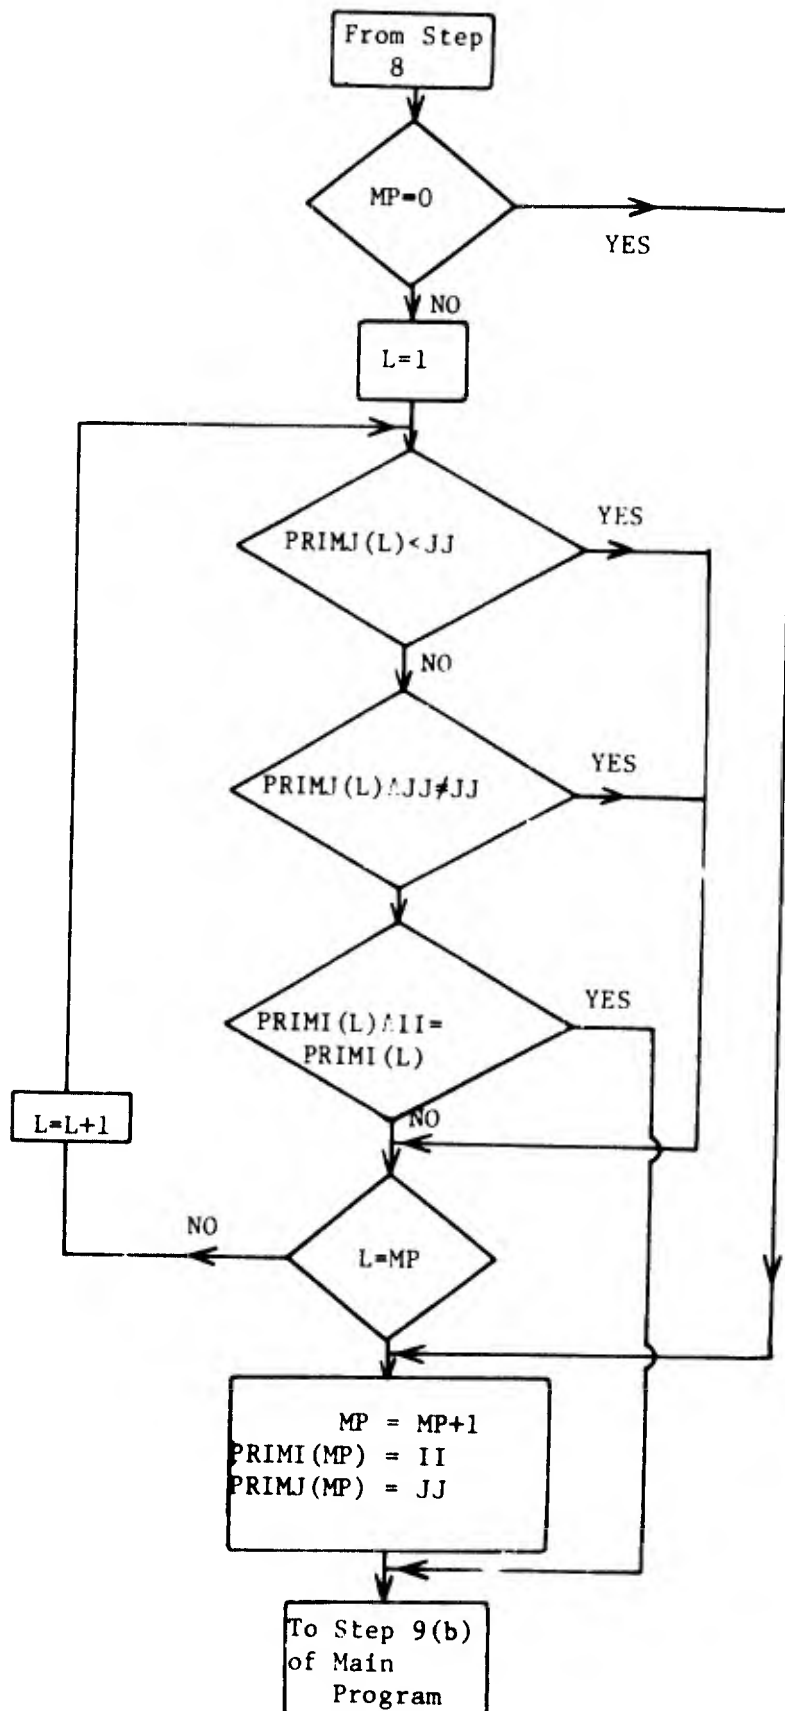 From Step
8
MP=0
YES
NO
L=1
PRIMJ(L)<JJ
YES
NO
PRIMJ(L)∧JJ≠JJ
YES
PRIMI(L)∧II=
PRIMI(L)
YES
NO
L=L+1
NO
L=MP
MP = MP+1
PRIMI(MP) = II
PRIMJ(MP) = JJ
To Step 9(b)
of Main
Program